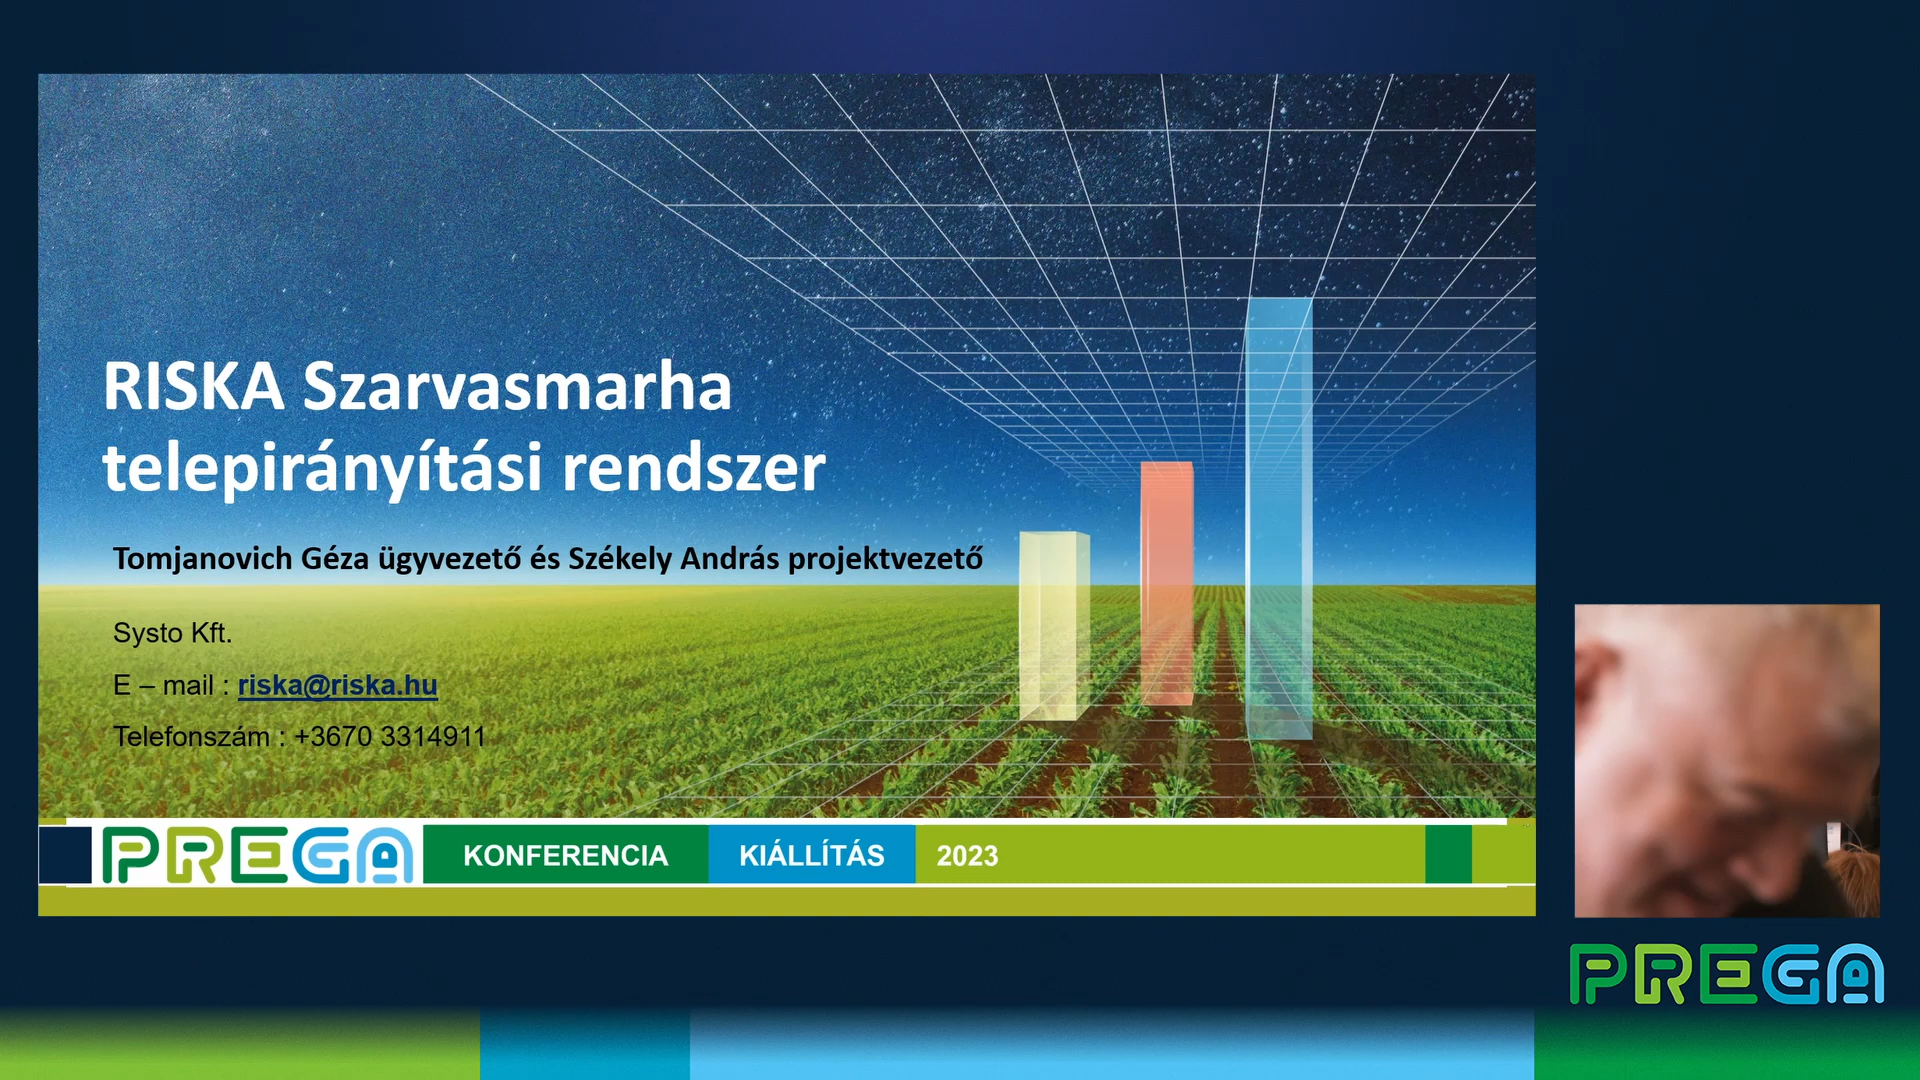 RISKA Szarvasmarha
telepirányítási rendszer
Tomjanovich Géza ügyvezető és Székely András projektvezető
Systo Kft.
E – mail : riska@riska.hu
Telefonszám : +3670 3314911
PREGA KONFERENCIA KIÁLLÍTÁS 2023
PREGA